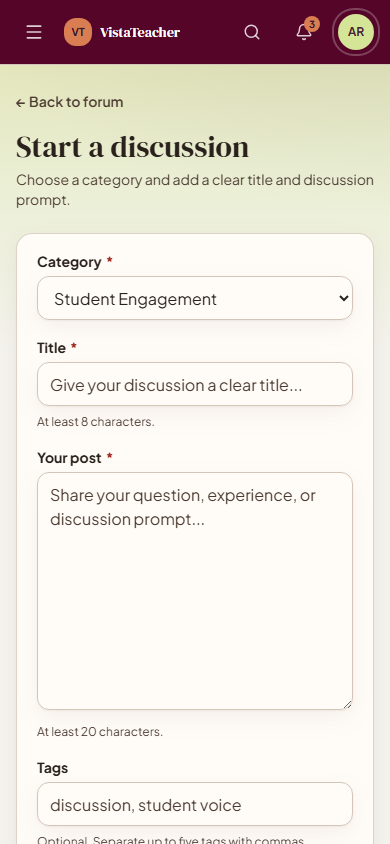 VT VistaTeacher 3 AR
← Back to forum
Start a discussion
Choose a category and add a clear title and discussion
prompt.
Category *
Student Engagement
Title *
Give your discussion a clear title...
At least 8 characters.
Your post *
Share your question, experience, or
discussion prompt...
At least 20 characters.
Tags
discussion, student voice
Optional. Separate up to five tags with commas.